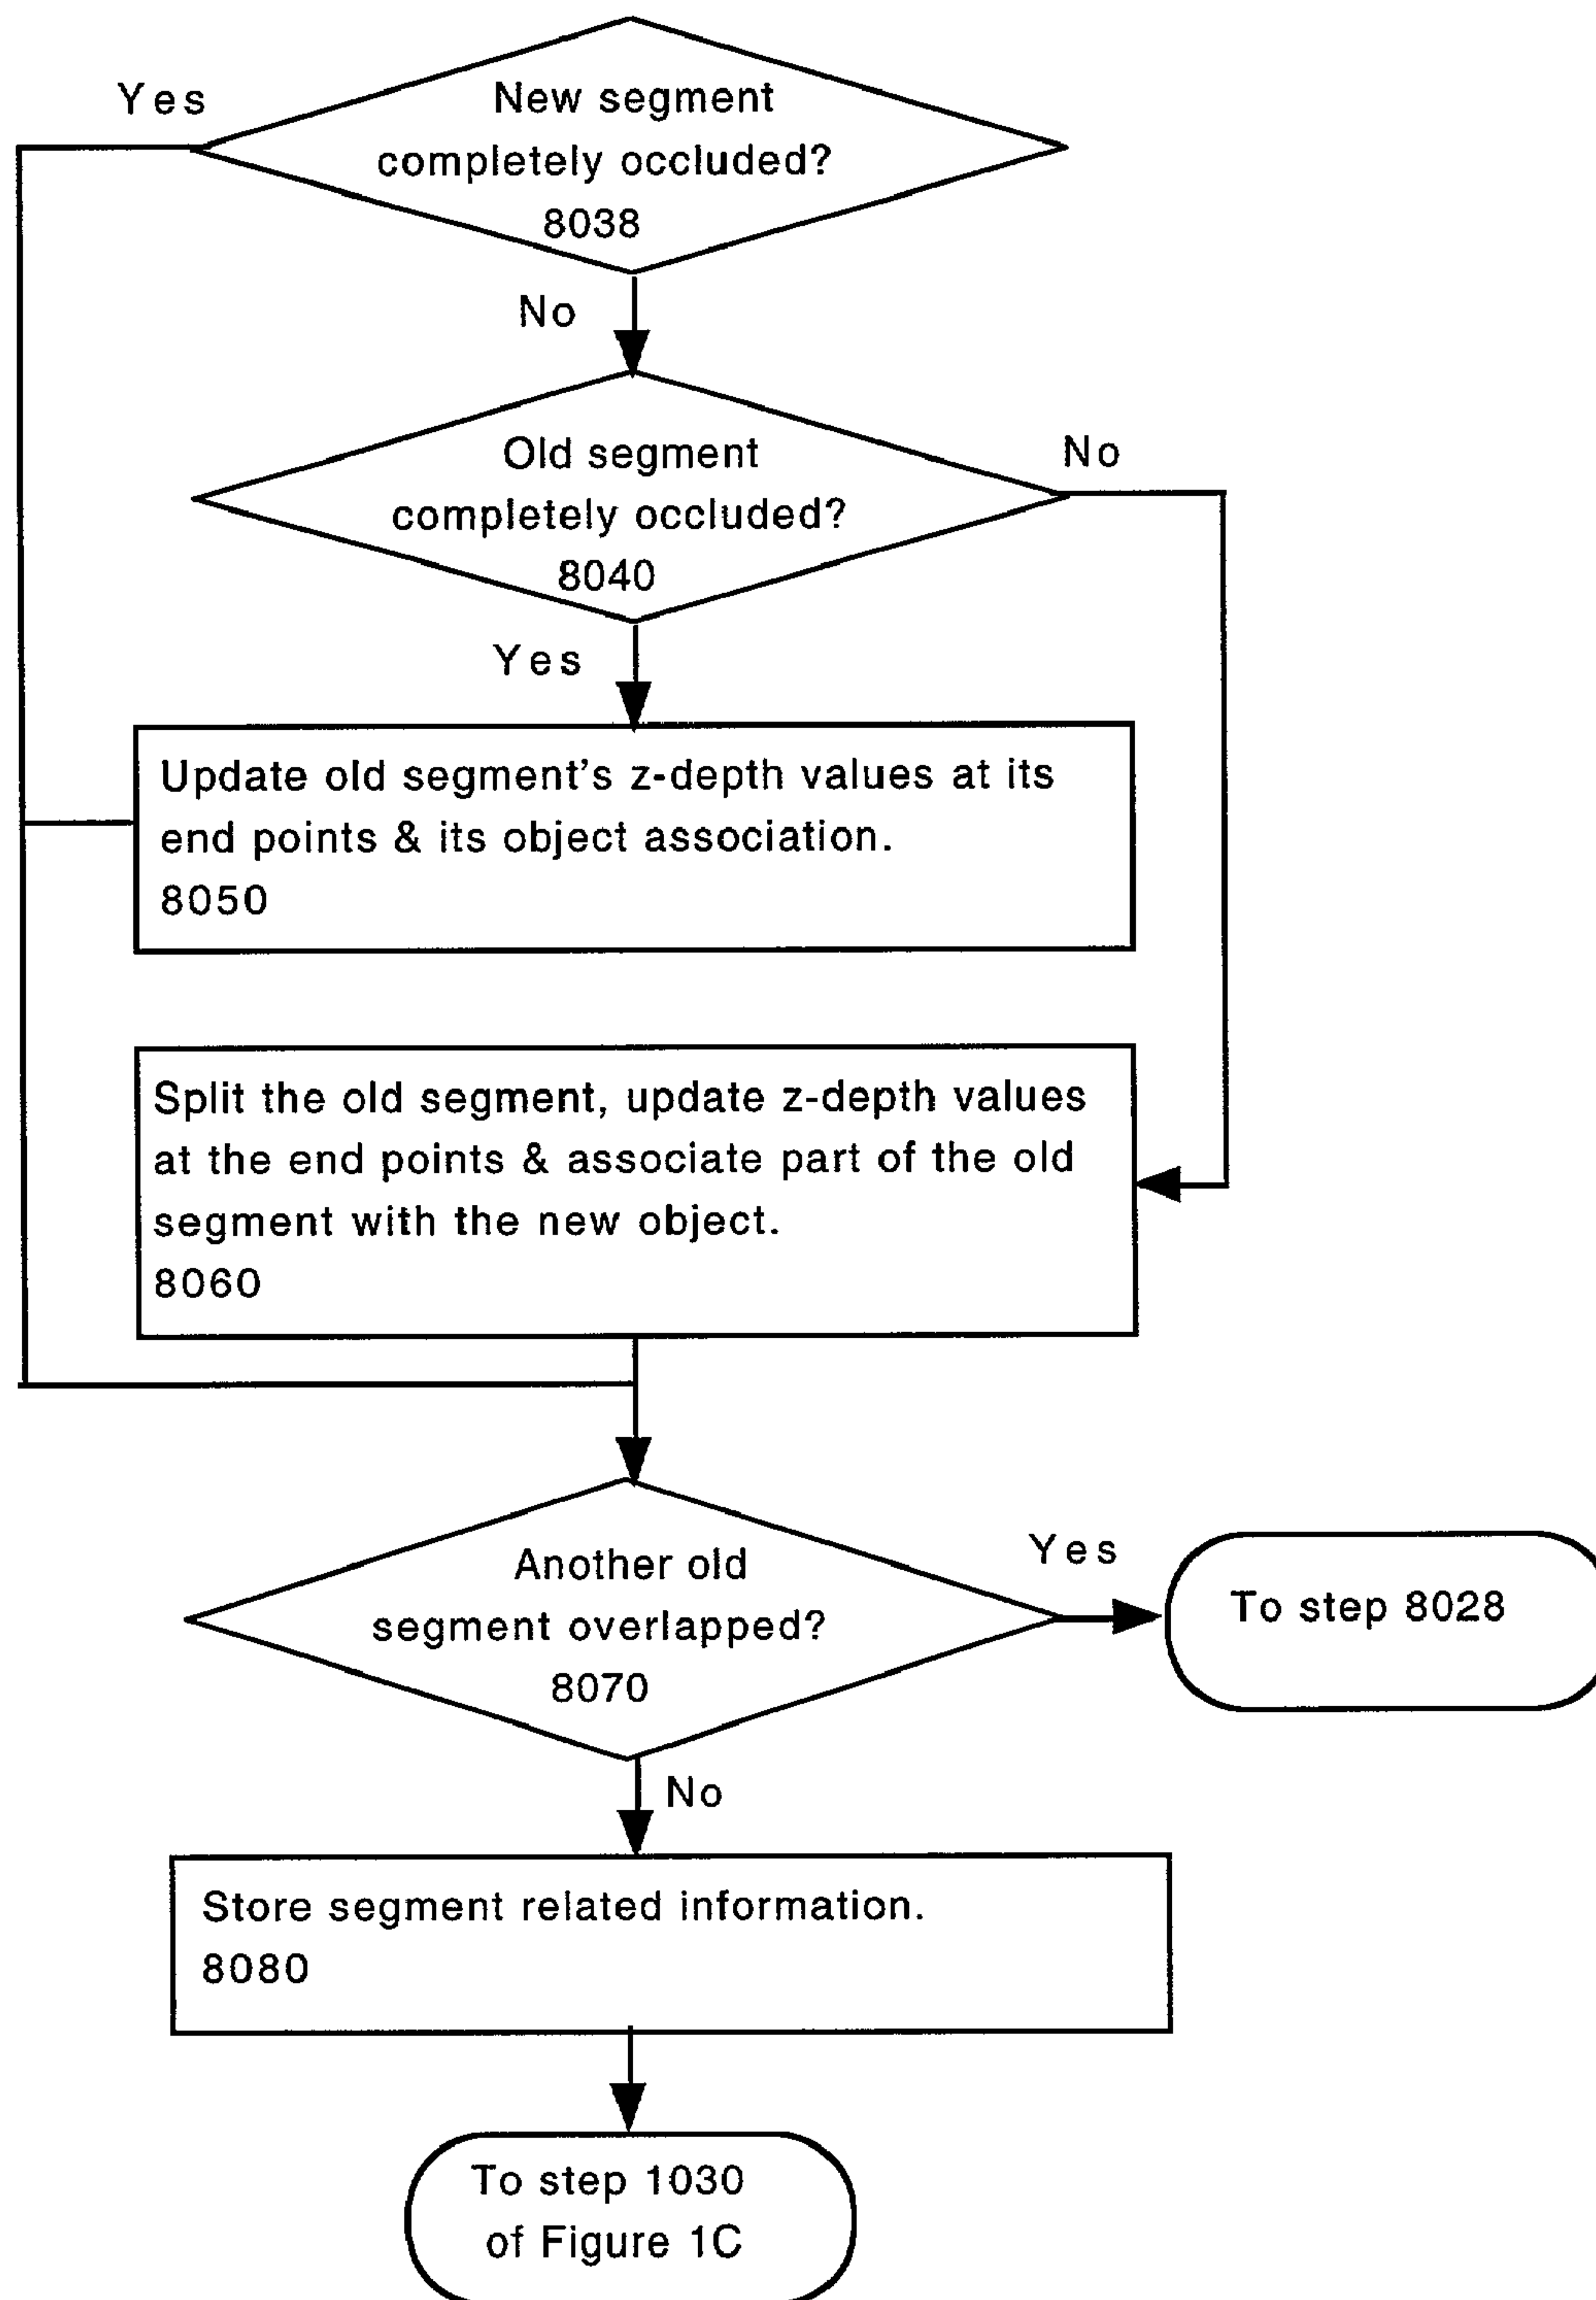 Yes
New segment
completely occluded?
8038
No
Old segment
completely occluded?
8040
No
Yes
Update old segment's z-depth values at its
end points & its object association.
8050
Split the old segment, update z-depth values
at the end points & associate part of the old
segment with the new object.
8060
Another old
segment overlapped?
8070
Yes
To step 8028
No
Store segment related information.
8080
To step 1030
of Figure 1C